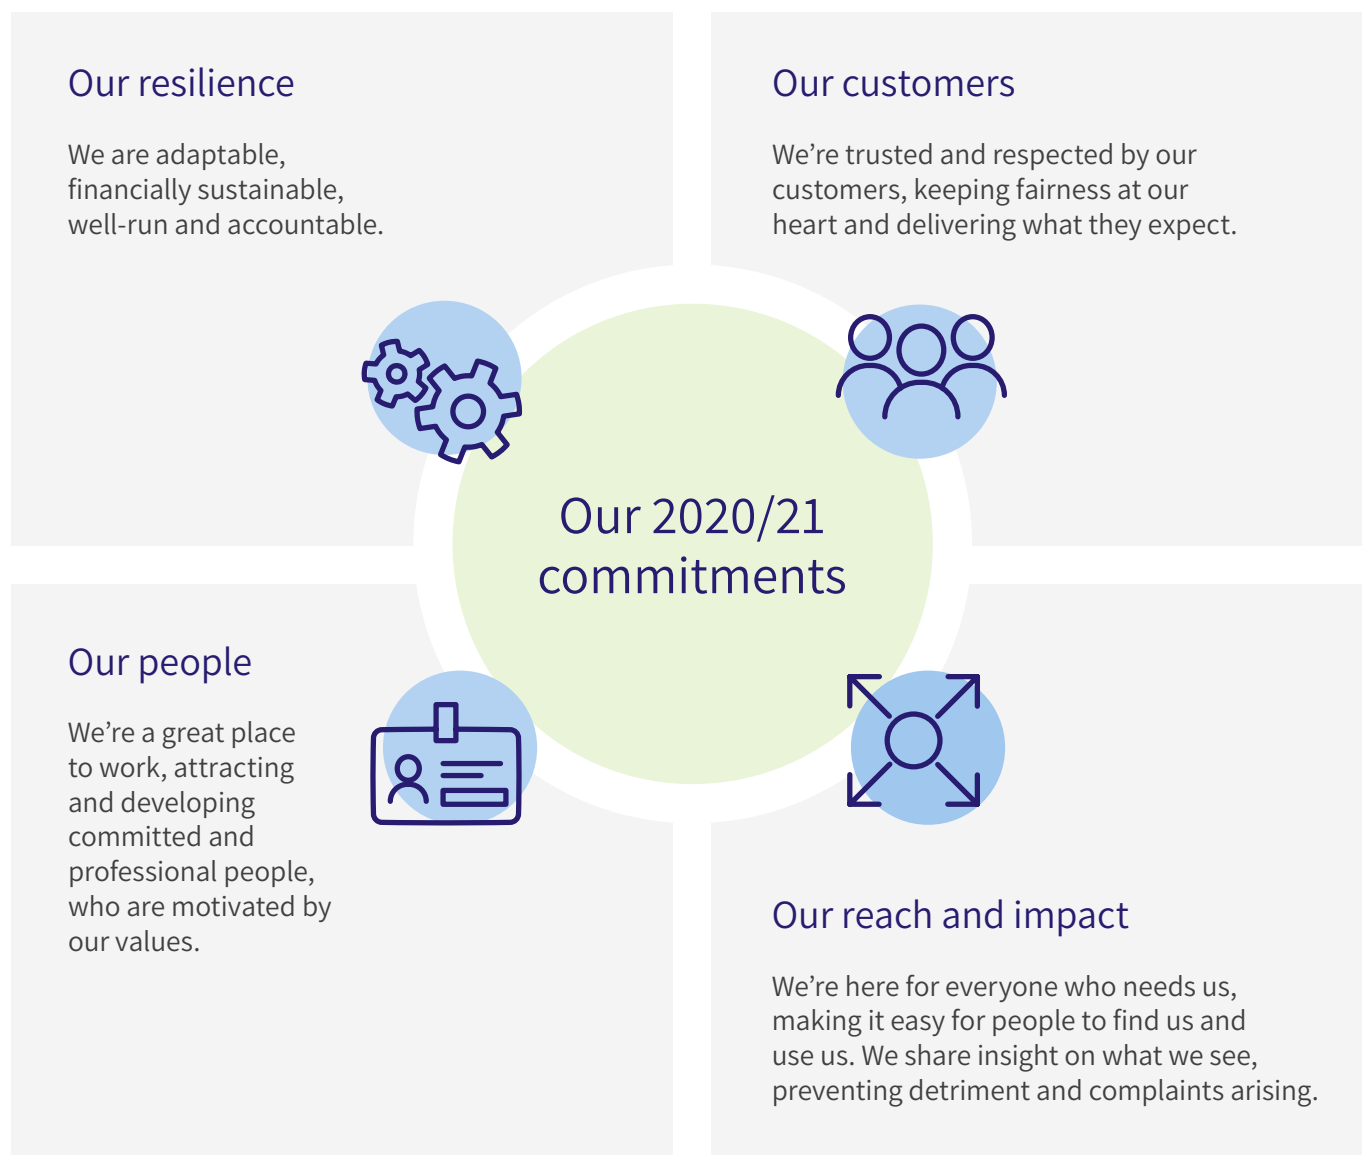 Our resilience
We are adaptable,
financially sustainable,
well-run and accountable.
Our customers
We’re trusted and respected by our
customers, keeping fairness at our
heart and delivering what they expect.
Our 2020/21
commitments
Our people
We’re a great place
to work, attracting
and developing
committed and
professional people,
who are motivated by
our values.
Our reach and impact
We’re here for everyone who needs us,
making it easy for people to find us and
use us. We share insight on what we see,
preventing detriment and complaints arising.